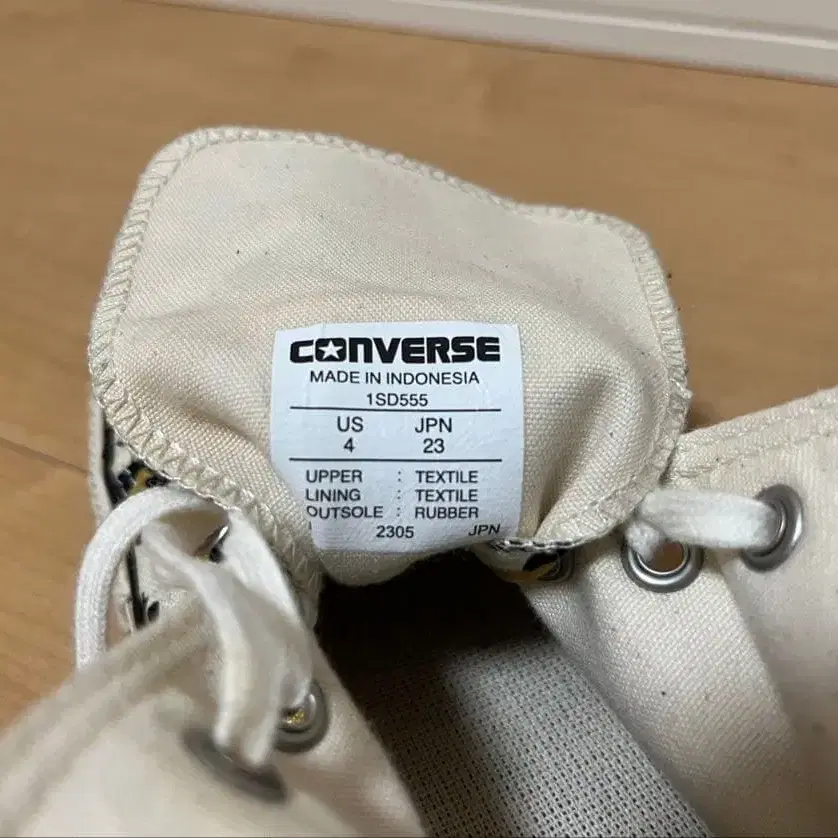 CONVERSE
MADE IN INDONESIA
1SD555
US JPN
4 23
UPPER : TEXTILE
LINING : TEXTILE
OUTSOLE : RUBBER
2305 JPN